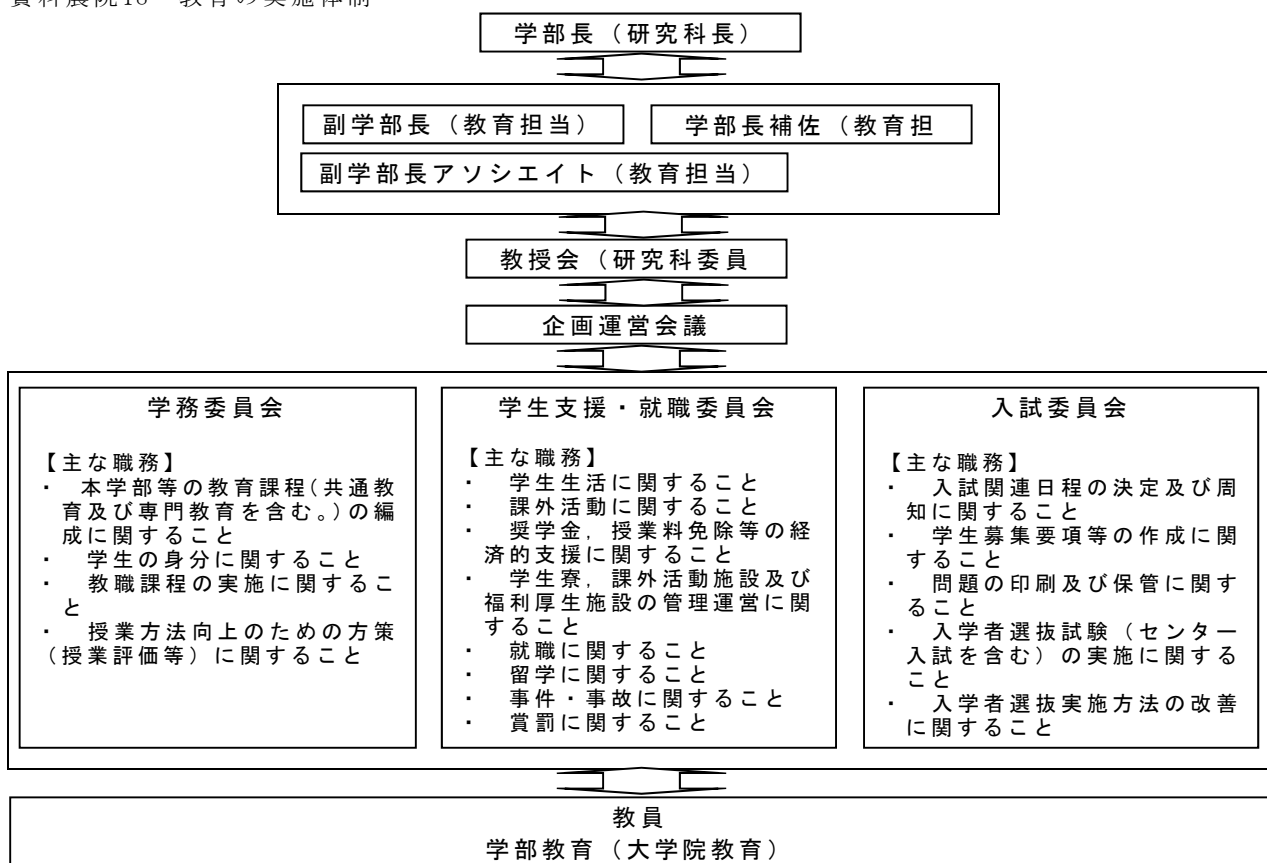 資料農院18 教育の実施体制
学部長（研究科長）
副学部長（教育担当）
学部長補佐（教育担
副学部長アソシエイト（教育担当）
教授会（研究科委員
企画運営会議
学務委員会
【主な職務】
・ 本学部等の教育課程(共通教
育及び専門教育を含む。)の編
成に関すること
・ 学生の身分に関すること
・ 教職課程の実施に関するこ
と
・ 授業方法向上のための方策
(授業評価等）に関すること
学生支援・就職委員会
【主な職務】
・ 学生生活に関すること
・ 課外活動に関すること
・ 奨学金，授業料免除等の経
済的支援に関すること
・ 学生寮，課外活動施設及び
福利厚生施設の管理運営に関
すること
・ 就職に関すること
・ 留学に関すること
・ 事件・事故に関すること
・ 賞罰に関すること
入試委員会
【主な職務】
・ 入試関連日程の決定及び周
知に関すること
・ 学生募集要項等の作成に関
すること
・ 問題の印刷及び保管に関す
ること
・ 入学者選抜試験（センター
入試を含む）の実施に関する
こと
・ 入学者選抜実施方法の改善
に関すること
教員
学部教育（大学院教育）